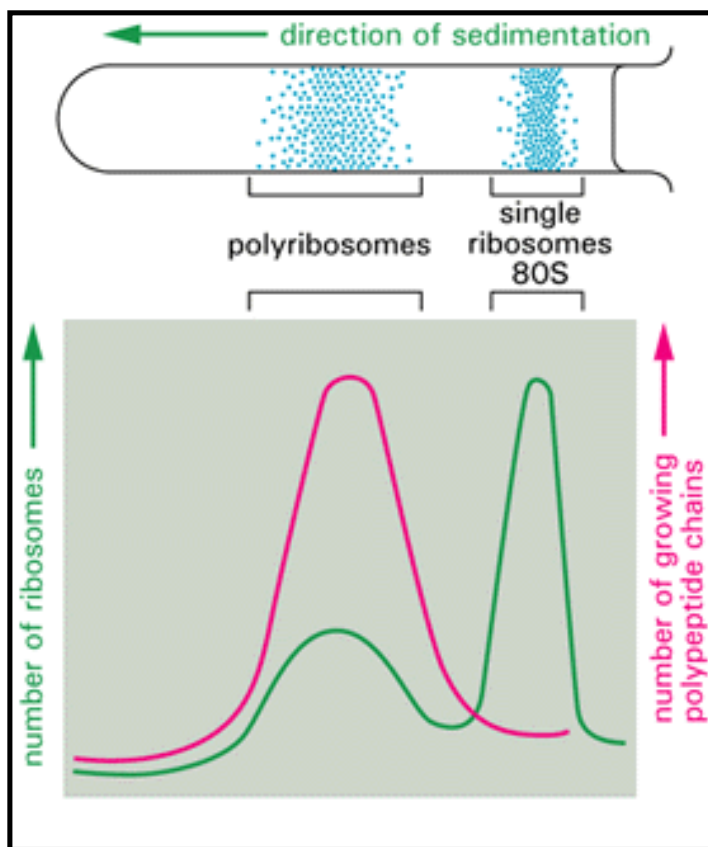 direction of sedimentation
polyribosomes
single
ribosomes
80S
number of ribosomes
number of growing
polypeptide chains